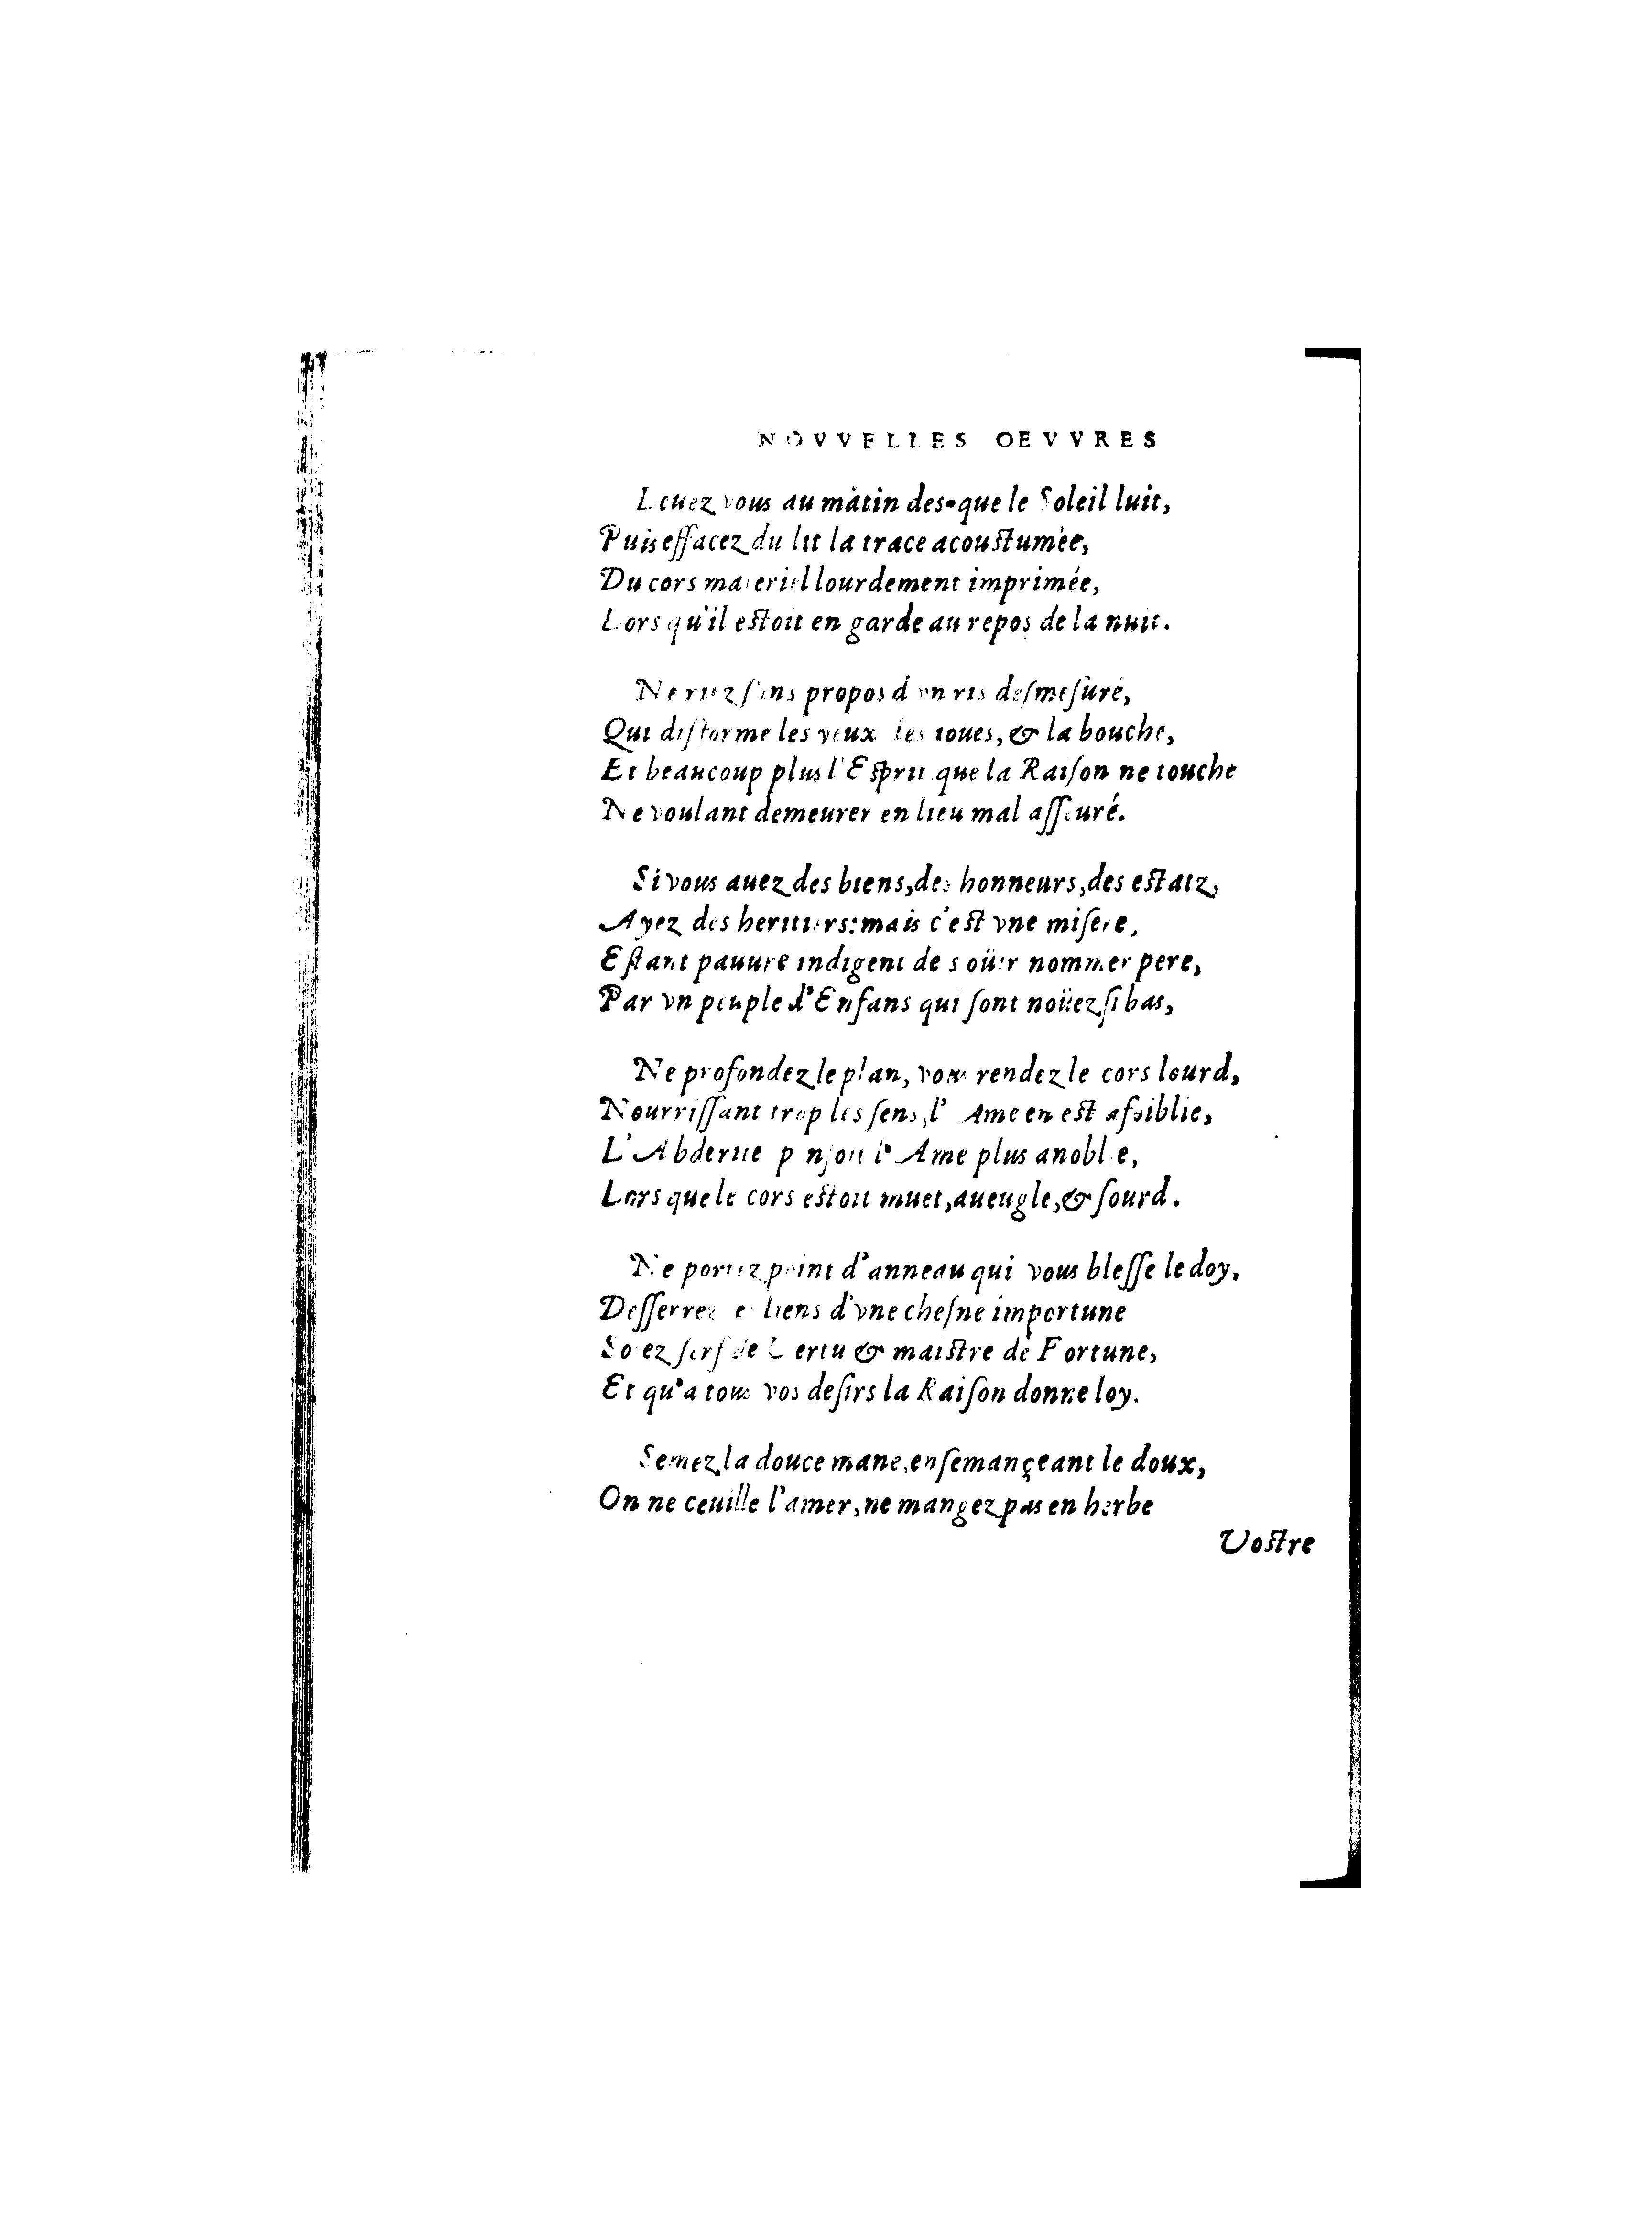 NOVVELLES OEVVRES
Leuez vous au mátin des-que le Soleil luit,
Puis effacez du lit la trace acoustumèe,
Du cors materiel lourdement imprimée,
Lors qu'il estoit en garde au repos de la nuit.
Ne riez sans propos d'vn ris desmesuré,
Qui disforme les yeux les ioues, & la bouche,
Et beaucoup plus l'Esprit que la Raison ne touche
Ne voulant demeurer en lieu mal asseuré.
Si vous auez des biens, des honneurs, des estatz,
Ayez des heritiers: mais c'est vne misere,
Estant pauure indigent de s'oüir nommer pere,
Par vn peuple d'Enfans qui sont noüez si bas,
Ne profondez le plan, vous rendez le cors lourd,
Nourrissant trop les sens, l'Ame en est afoiblie,
L'Abderite pensoit l'Ame plus anoblie,
Lors que le cors estoit muet, aueugle, & sourd.
Ne portez point d'anneau qui vous blesse le doy,
Desserrez les liens d'vne chesne importune
Soiez serf de Vertu & maistre de Fortune,
Et qu'a tous vos desirs la Raison donne loy.
Semez la douce mane, en semançeant le doux,
On ne ceuille l'amer, ne mangez pas en herbe
Vostre